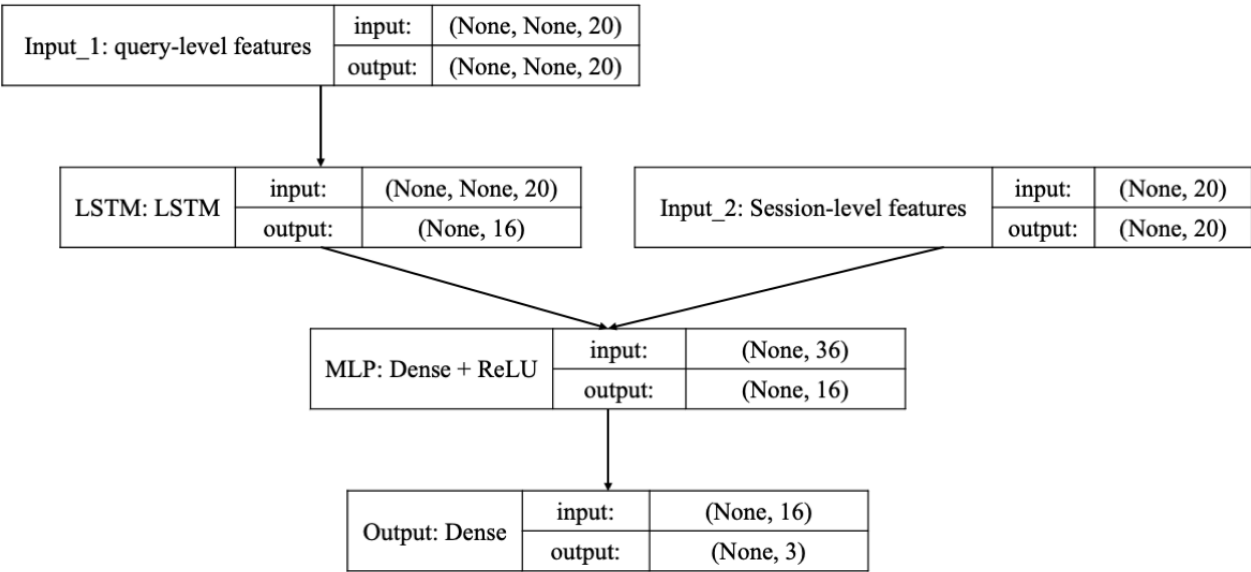 Input_1: query-level features
input: (None, None, 20)
output: (None, None, 20)
LSTM: LSTM
input: (None, None, 20)
output: (None, 16)
Input_2: Session-level features
input: (None, 20)
output: (None, 20)
MLP: Dense + ReLU
input: (None, 36)
output: (None, 16)
Output: Dense
input: (None, 16)
output: (None, 3)